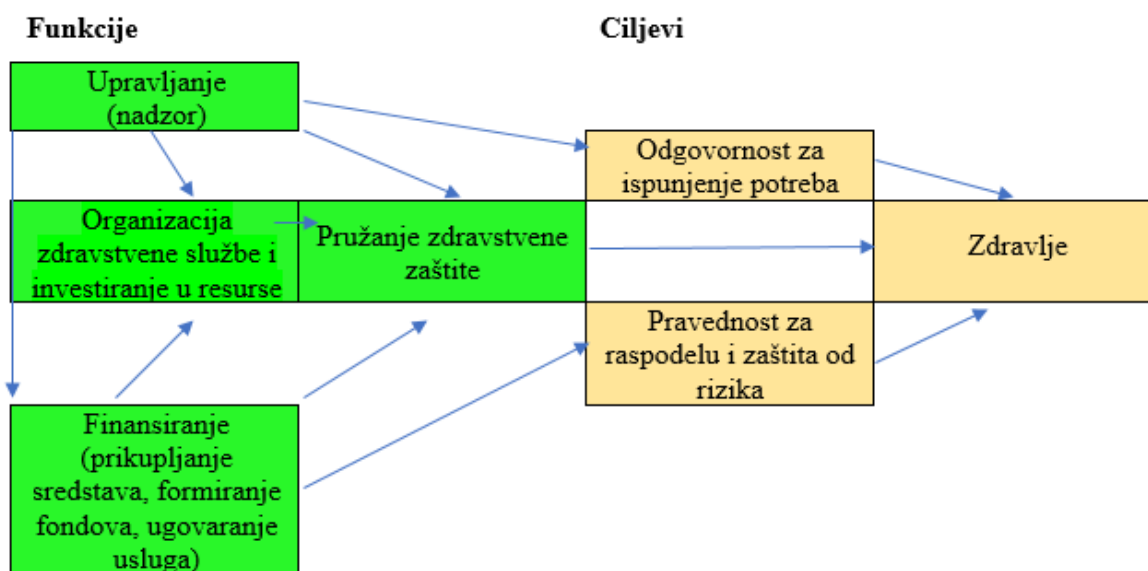 Funkcije
Ciljevi
Upravljanje
(nadzor)
Odgovornost za
ispunjenje potreba
Organizacija
zdravstvene službe i
investiranje u resurse
Pružanje zdravstvene
zaštite
Zdravlje
Pravednost za
raspodelu i zaštita od
rizika
Finansiranje
(prikupljanje
sredstava, formiranje
fondova, ugovaranje
usluga)